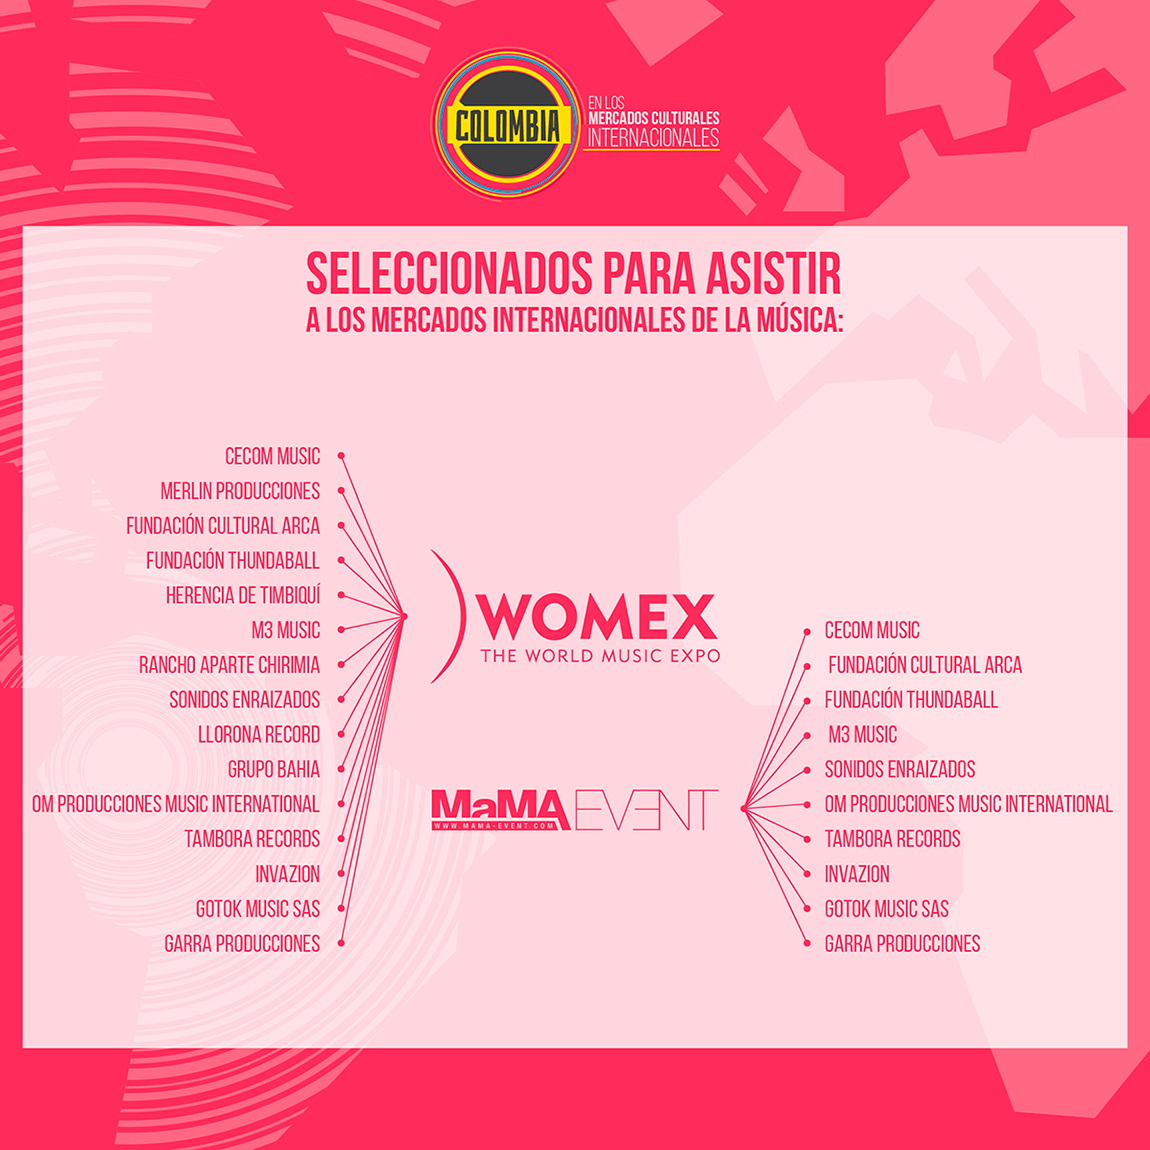 COLOMBIA
EN LOS
MERCADOS CULTURALES
INTERNACIONALES
SELECCIONADOS PARA ASISTIR
A LOS MERCADOS INTERNACIONALES DE LA MÚSICA:
CECOM MUSIC
MERLIN PRODUCCIONES
FUNDACIÓN CULTURAL ARCA
FUNDACIÓN THUNDABALL
HERENCIA DE TIMBIQUÍ
M3 MUSIC
RANCHO APARTE CHIRIMIA
SONIDOS ENRAIZADOS
LLORONA RECORD
GRUPO BAHIA
OM PRODUCCIONES MUSIC INTERNATIONAL
TAMBORA RECORDS
INVAZION
GOTOK MUSIC SAS
GARRA PRODUCCIONES
WOMEX
THE WORLD MUSIC EXPO
MaMA EVENT
WWW.MAMA-EVENT.COM
CECOM MUSIC
FUNDACIÓN CULTURAL ARCA
FUNDACIÓN THUNDABALL
M3 MUSIC
SONIDOS ENRAIZADOS
OM PRODUCCIONES MUSIC INTERNATIONAL
TAMBORA RECORDS
INVAZION
GOTOK MUSIC SAS
GARRA PRODUCCIONES